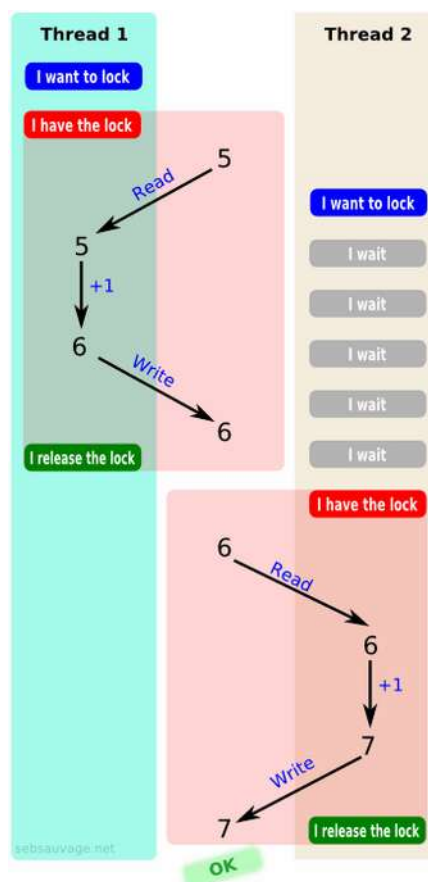 Thread 1
Thread 2
I want to lock
I have the lock
5
Read
I want to lock
5
I wait
+1
I wait
6
I wait
Write
I wait
6
I release the lock
I wait
I have the lock
6
Read
6
+1
7
Write
7
I release the lock
sebsauvage.net
OK